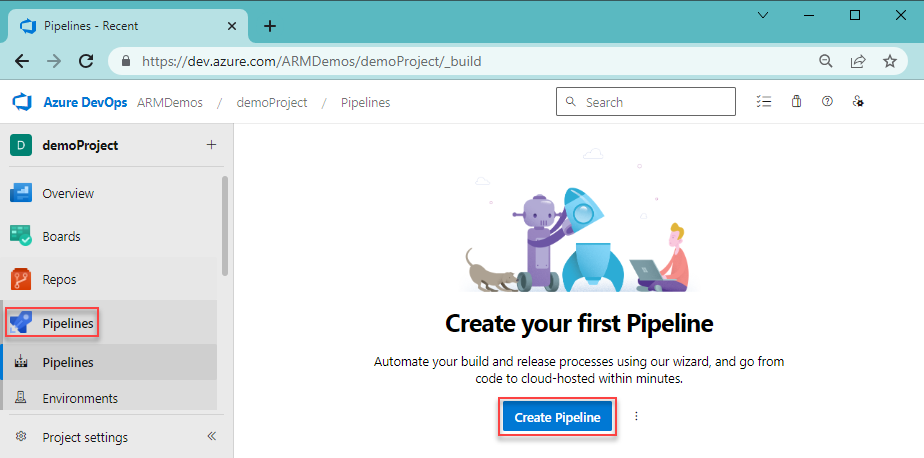 Pipelines - Recent
https://dev.azure.com/ARMDemos/demoProject/_build
Azure DevOps ARMDemos / demoProject / Pipelines Search
D demoProject
Overview
Boards
Repos
Pipelines
Pipelines
Environments
Project settings
Create your first Pipeline
Automate your build and release processes using our wizard, and go from
code to cloud-hosted within minutes.
Create Pipeline